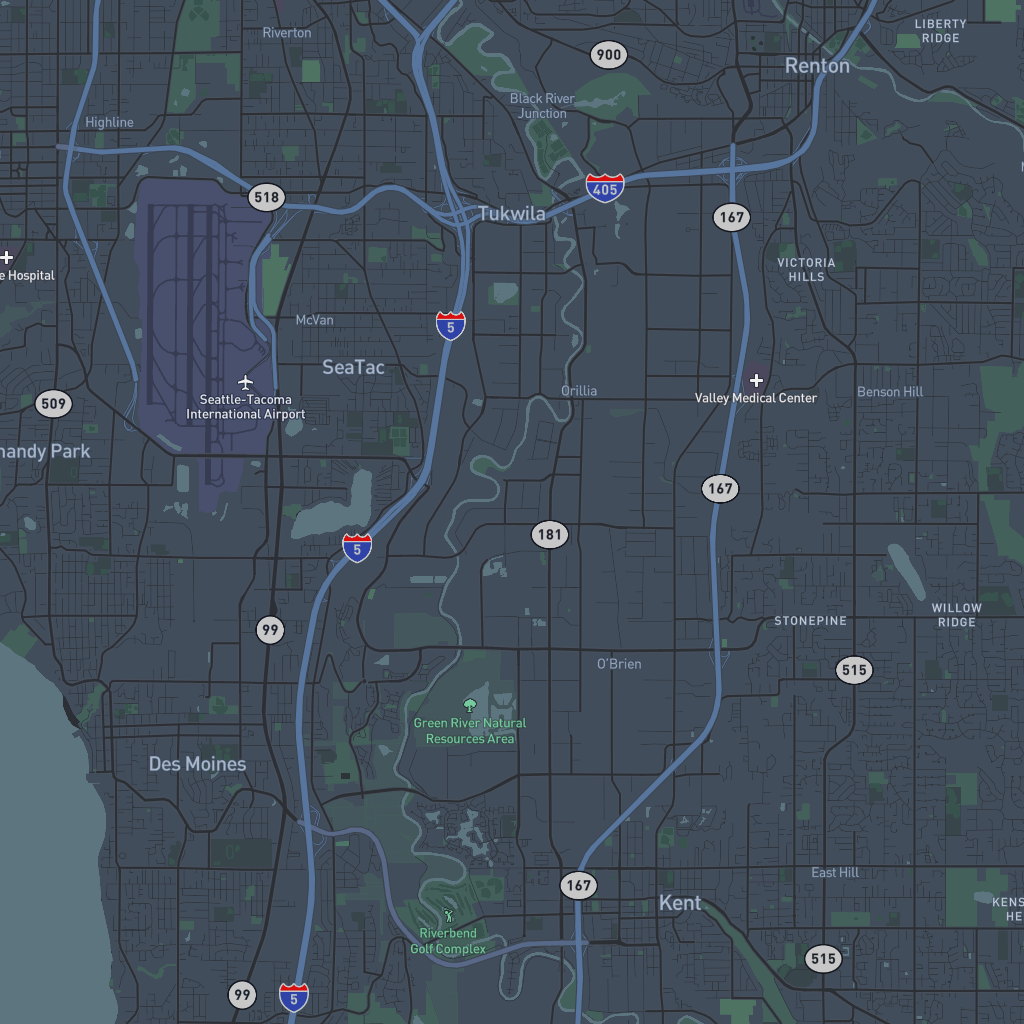 LIBERTY
RIDGE
Riverton
900
Renton
Black River
Junction
Highline
518
405
Tukwila
167
e Hospital
VICTORIA
HILLS
McVan
5
SeaTac
Seattle-Tacoma
International Airport
Orillia
Valley Medical Center
Benson Hill
509
mandy Park
167
181
5
99
STONEPINE
WILLOW
RIDGE
O'Brien
515
Green River Natural
Resources Area
Des Moines
167
East Hill
Kent
KENS
HE
Riverbend
Golf Complex
515
99
5